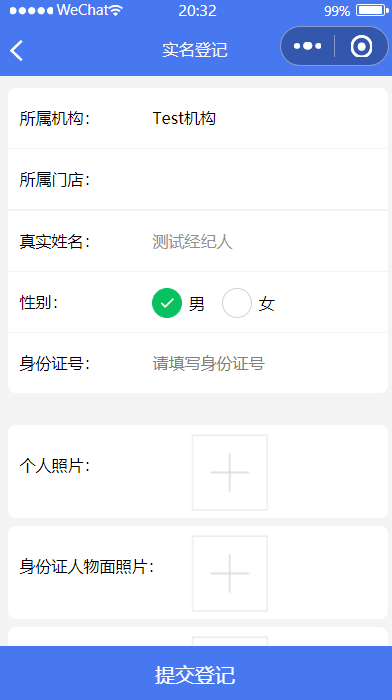 WeChat 20:32 99%
实名登记
所属机构： Test机构
所属门店：
真实姓名： 测试经纪人
性别： 男 女
身份证号： 请填写身份证号
个人照片：
身份证人物面照片：
提交登记